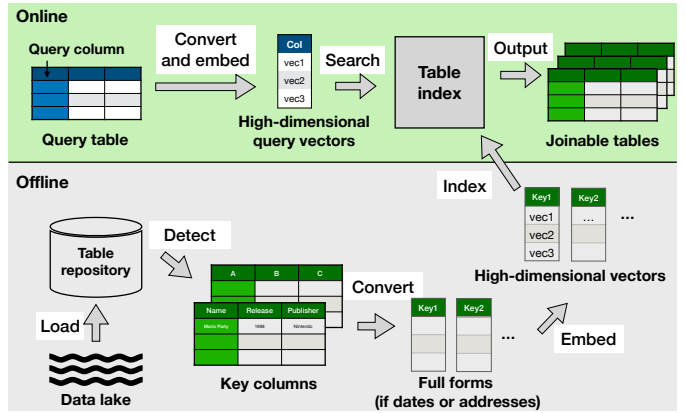 Online
Query column
Query table
Convert
and embed
Col
vec1
vec2
vec3
High-dimensional
query vectors
Search
Table
index
Output
Joinable tables
Offline
Table
repository
Load
Data lake
Detect
A B C
Name Release Publisher
Mario Party 1998 Nintendo
Key columns
Convert
Key1 Key2
...
Full forms
(if dates or addresses)
Embed
Key1 Key2
vec1 ...
vec2
vec3
...
High-dimensional vectors
Index